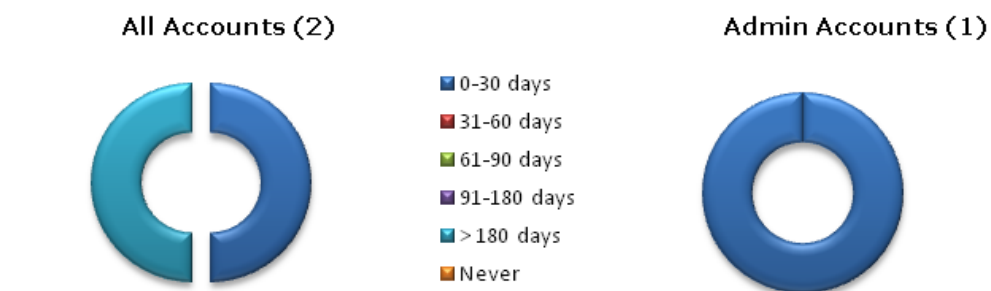 All Accounts (2)
Admin Accounts (1)
0-30 days
31-60 days
61-90 days
91-180 days
>180 days
Never